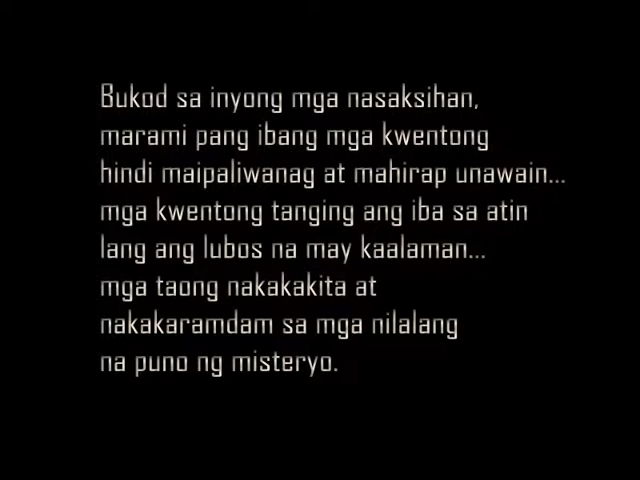 Bukod sa inyong mga nasaksihan,
marami pang ibang mga kwentong
hindi maipaliwanag at mahirap unawain...
mga kwentong tanging ang iba sa atin
lang ang lubos na may kaalaman...
mga taong nakakakita at
nakakaramdam sa mga nilalang
na puno ng misteryo.